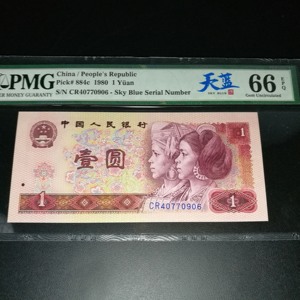 PMG
China / People's Republic
Pick# 884c 1980 1 Yüan
S/N CR40770906 - Sky Blue Serial Number
天蓝
66 EPQ
Gem Uncirculated
中国人民银行
壹圆
1
1
1
CR40770906